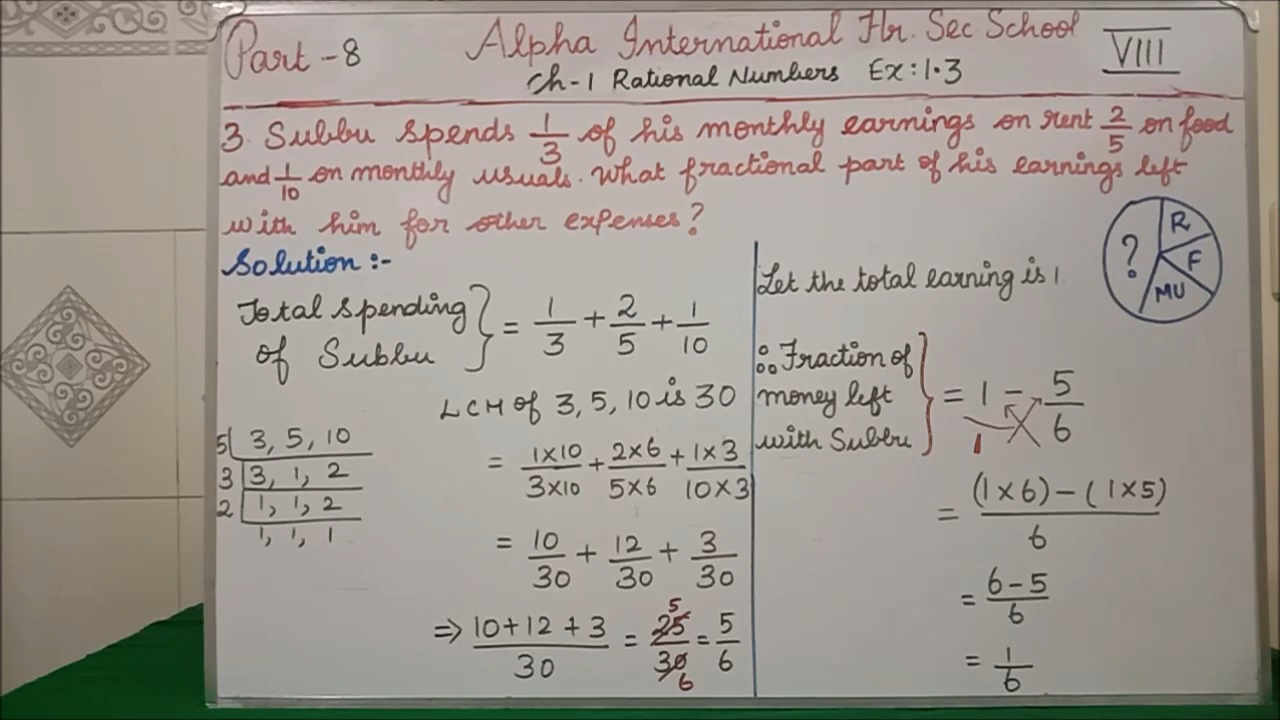 Part - 8
Alpha International Hr. Sec School
VIII
Ch-1 Rational Numbers Ex: 1.3
3. Subbu spends 1/3 of his monthly earnings on rent 2/5 on food
and 1/10 on monthly usuals. What fractional part of his earnings left
with him for other expenses?
R
F
MU
?
Solution :-
Total spending of Subbu } = 1/3 + 2/5 + 1/10
LCM of 3, 5, 10 is 30
5 | 3, 5, 10
3 | 3, 1, 2
2 | 1, 1, 2
1, 1, 1
= 1×10/3×10 + 2×6/5×6 + 1×3/10×3
= 10/30 + 12/30 + 3/30
⇒ 10+12+3/30 = 25/30 = 5/6
5
6
Let the total earning is 1.
∴ Fraction of money left with Subbu } = 1 - 5/6
1
= (1×6) - (1×5)/6
= 6-5/6
= 1/6